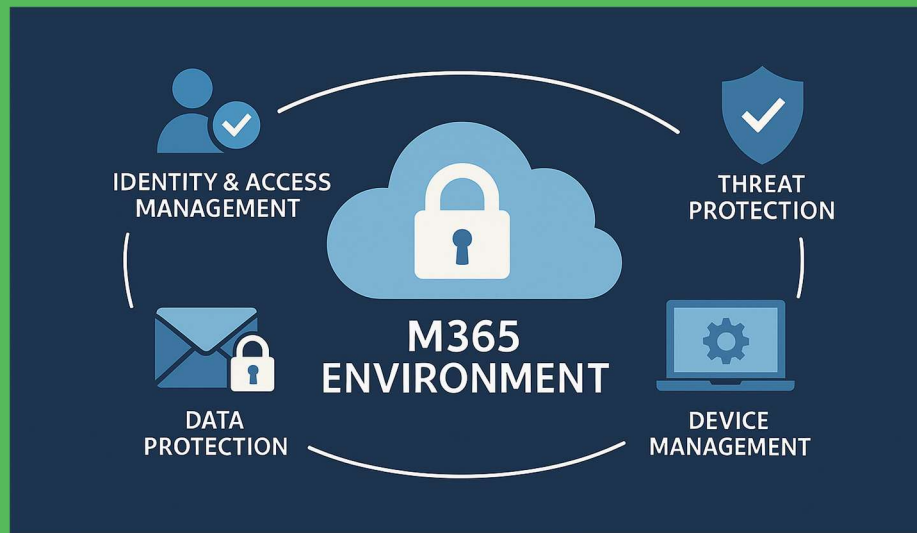 IDENTITY & ACCESS
MANAGEMENT
THREAT
PROTECTION
M365
ENVIRONMENT
DATA
PROTECTION
DEVICE
MANAGEMENT